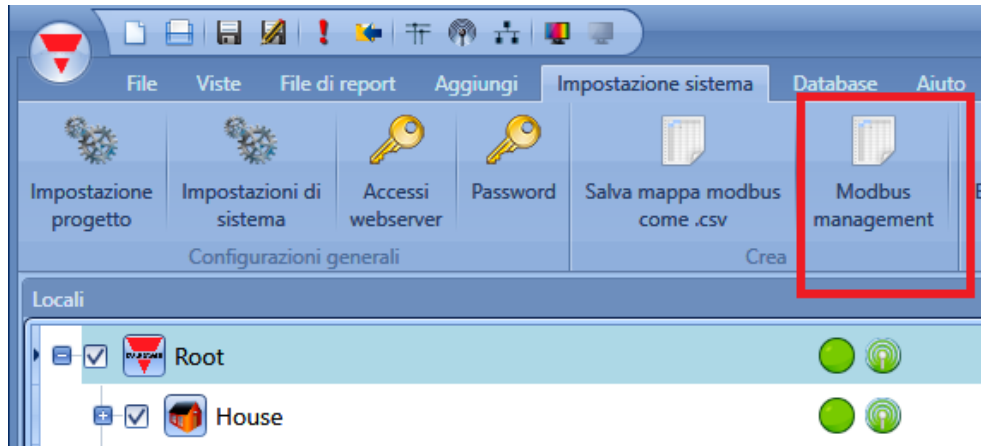 File Viste File di report Aggiungi Impostazione sistema Database Aiuto
Impostazione progetto
Impostazioni di sistema
Accessi webserver
Password
Salva mappa modbus come .csv
Modbus management
Configurazioni generali
Crea
Locali
Root
House